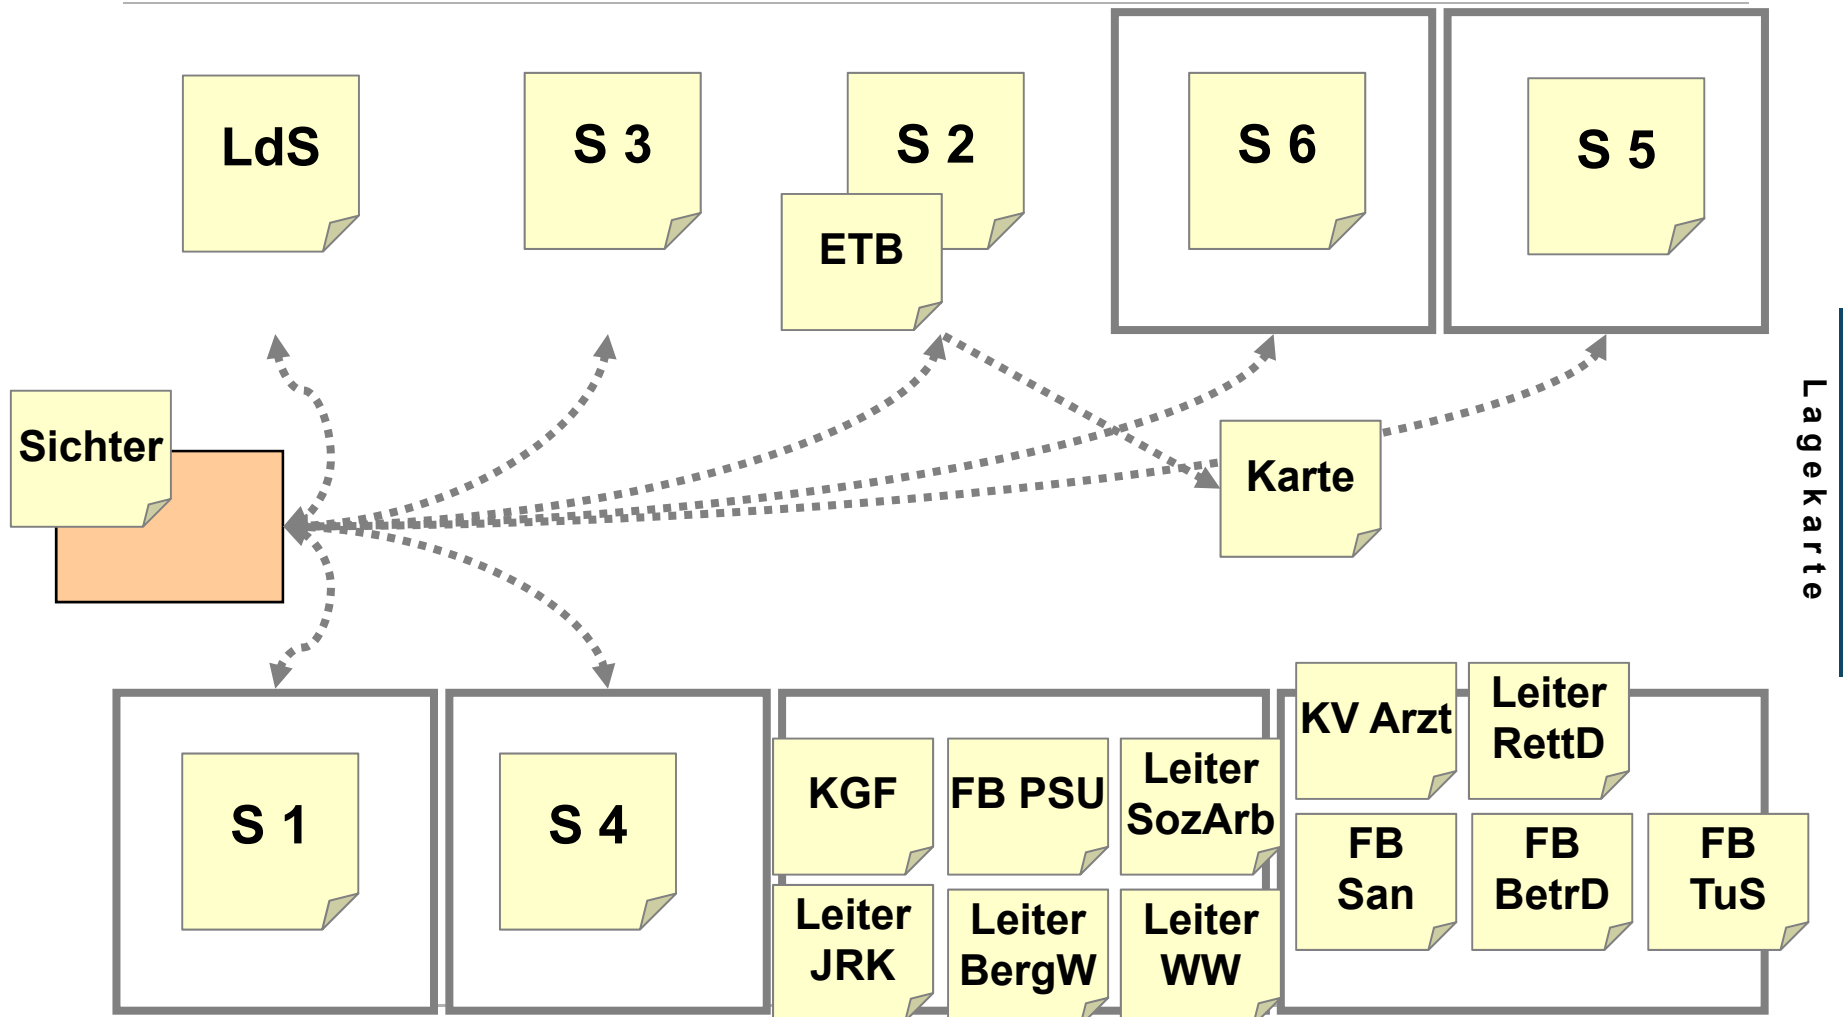 LdS
S 3
S 2
ETB
S 6
S 5
Sichter
Karte
Lagekarte
S 1
S 4
KGF
FB PSU
Leiter
SozArb
Leiter
JRK
Leiter
BergW
Leiter
WW
KV Arzt
Leiter
RettD
FB
San
FB
BetrD
FB
TuS